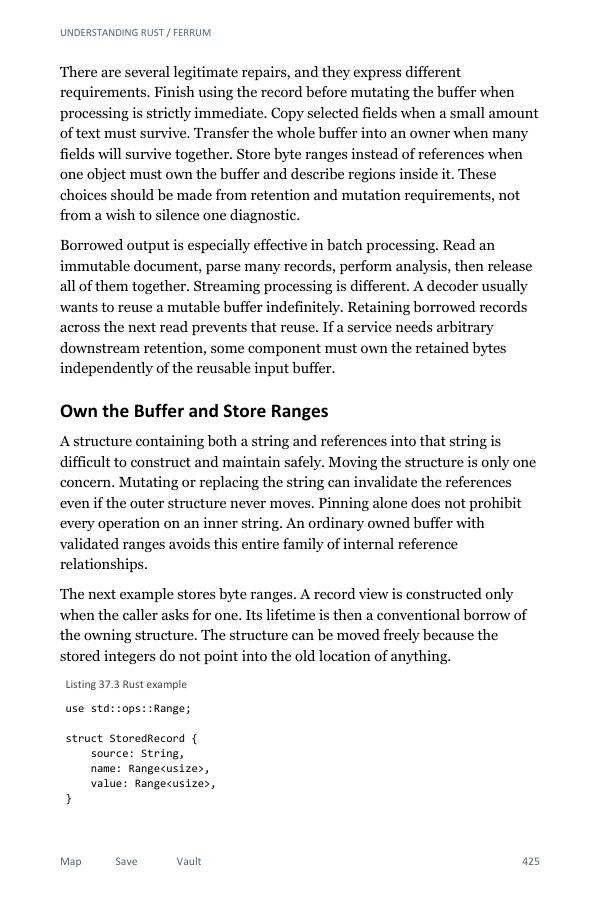 UNDERSTANDING RUST / FERRUM
There are several legitimate repairs, and they express different
requirements. Finish using the record before mutating the buffer when
processing is strictly immediate. Copy selected fields when a small amount
of text must survive. Transfer the whole buffer into an owner when many
fields will survive together. Store byte ranges instead of references when
one object must own the buffer and describe regions inside it. These
choices should be made from retention and mutation requirements, not
from a wish to silence one diagnostic.
Borrowed output is especially effective in batch processing. Read an
immutable document, parse many records, perform analysis, then release
all of them together. Streaming processing is different. A decoder usually
wants to reuse a mutable buffer indefinitely. Retaining borrowed records
across the next read prevents that reuse. If a service needs arbitrary
downstream retention, some component must own the retained bytes
independently of the reusable input buffer.
Own the Buffer and Store Ranges
A structure containing both a string and references into that string is
difficult to construct and maintain safely. Moving the structure is only one
concern. Mutating or replacing the string can invalidate the references
even if the outer structure never moves. Pinning alone does not prohibit
every operation on an inner string. An ordinary owned buffer with
validated ranges avoids this entire family of internal reference
relationships.
The next example stores byte ranges. A record view is constructed only
when the caller asks for one. Its lifetime is then a conventional borrow of
the owning structure. The structure can be moved freely because the
stored integers do not point into the old location of anything.
Listing 37.3 Rust example
use std::ops::Range;
struct StoredRecord {
    source: String,
    name: Range<usize>,
    value: Range<usize>,
}
Map Save Vault 425